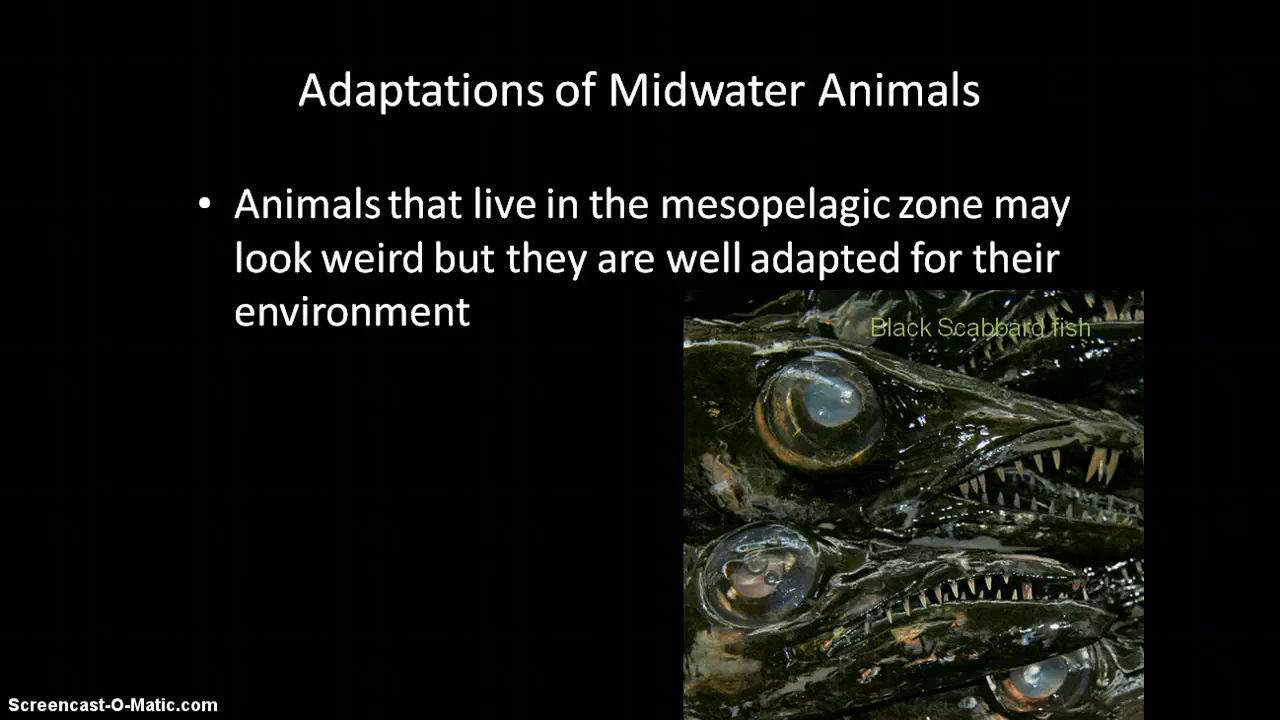 Adaptations of Midwater Animals
• Animals that live in the mesopelagic zone may
look weird but they are well adapted for their
environment
Black Scabbard fish
Screencast-O-Matic.com